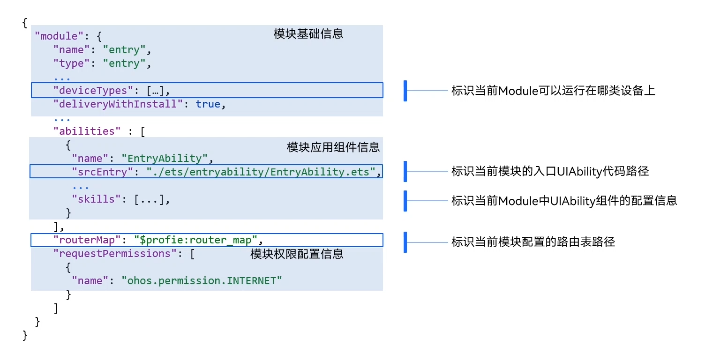 {
"module": { 模块基础信息
"name": "entry",
"type": "entry",
...
"deviceTypes": […], 标识当前Module可以运行在哪类设备上
"deliveryWithInstall": true,
...
"abilities" : [
{ 模块应用组件信息
"name": "EntryAbility",
"srcEntry": "./ets/entryability/EntryAbility.ets", 标识当前模块的入口UIAbility代码路径
...
"skills": [...], 标识当前Module中UIAbility组件的配置信息
}
],
"routerMap": "$profie:router_map", 标识当前模块配置的路由表路径
"requestPermissions": [ 模块权限配置信息
{
"name": "ohos.permission.INTERNET"
}
]
}
}